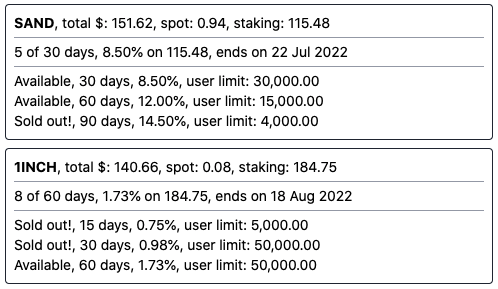 SAND, total $: 151.62, spot: 0.94, staking: 115.48
5 of 30 days, 8.50% on 115.48, ends on 22 Jul 2022
Available, 30 days, 8.50%, user limit: 30,000.00
Available, 60 days, 12.00%, user limit: 15,000.00
Sold out!, 90 days, 14.50%, user limit: 4,000.00
1INCH, total $: 140.66, spot: 0.08, staking: 184.75
8 of 60 days, 1.73% on 184.75, ends on 18 Aug 2022
Sold out!, 15 days, 0.75%, user limit: 5,000.00
Sold out!, 30 days, 0.98%, user limit: 50,000.00
Available, 60 days, 1.73%, user limit: 50,000.00